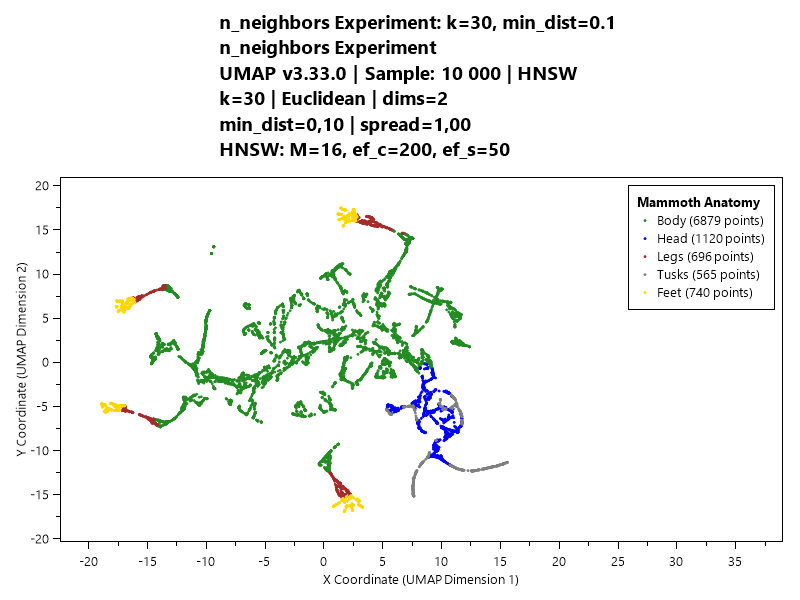 n_neighbors Experiment: k=30, min_dist=0.1
n_neighbors Experiment
UMAP v3.33.0 | Sample: 10 000 | HNSW
k=30 | Euclidean | dims=2
min_dist=0,10 | spread=1,00
HNSW: M=16, ef_c=200, ef_s=50
Mammoth Anatomy
Body (6879 points)
Head (1120 points)
Legs (696 points)
Tusks (565 points)
Feet (740 points)
Y Coordinate (UMAP Dimension 2)
20
15
10
5
0
-5
-10
-15
-20
-20 -15 -10 -5 0 5 10 15 20 25 30 35
X Coordinate (UMAP Dimension 1)